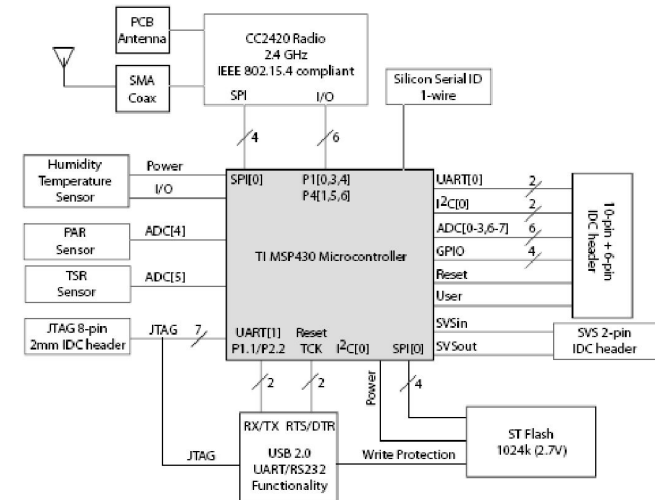 PCB
Antenna
SMA
Coax
CC2420 Radio
2.4 GHz
IEEE 802.15.4 compliant
SPI I/O
Silicon Serial ID
1-wire
4 6
Humidity
Temperature
Sensor
Power
I/O
PAR
Sensor
ADC[4]
TSR
Sensor
ADC[5]
JTAG 8-pin
2mm IDC header
JTAG 7
SPI[0] P1[0,3,4]
P4[1,5,6]
TI MSP430 Microcontroller
UART[1] Reset
P1.1/P2.2 TCK I²C[0] SPI[0]
UART[0] 2
I²C[0] 2
ADC[0-3,6-7] 6
GPIO 4
Reset
User
10-pin + 6-pin
IDC header
SVSin
SVSout
SVS 2-pin
IDC header
2 2 Power 4
RX/TX RTS/DTR
USB 2.0
UART/RS232
Functionality
JTAG
Write Protection
ST Flash
1024k (2.7V)